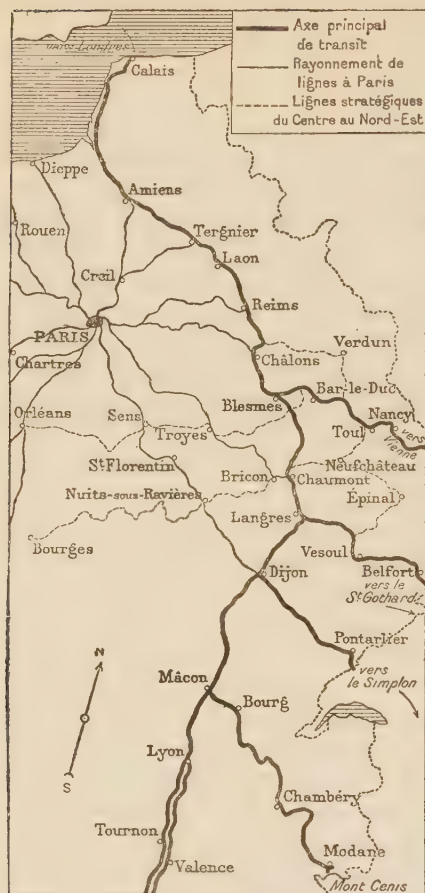 vers Londres
Axe principal
de transit
Rayonnement de
lignes à Paris
Lignes stratégiques
du Centre au Nord-Est
Calais
Dieppe
Amiens
Rouen
Tergnier
Laon
Creil
Reims
PARIS
Verdun
Châlons
Chartres
Bar-le-Duc
Blesmes
Orléans
Sens
Nancy
Troyes
Toul
vers
Vienne
St Florentin
Neufchâteau
Bricon
Chaumont
Nuits-sous-Ravières
Épinal
Langres
Bourges
Vesoul
Dijon
Belfort
vers le
St Gothard
Pontarlier
N
vers
le Simplon
Mâcon
Bourg
S
Lyon
Chambéry
Tournon
Modane
Valence
Mont Cenis